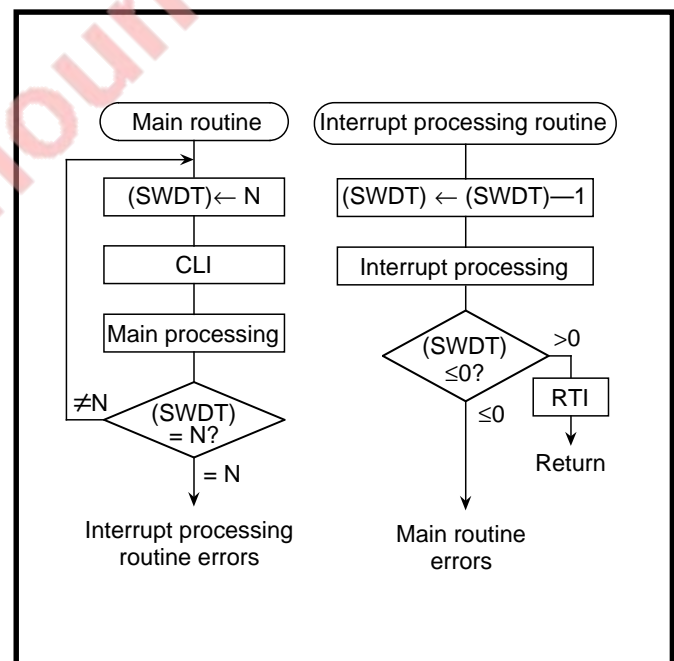 Main routine
(SWDT)← N
CLI
Main processing
≠N
(SWDT)
= N?
= N
Interrupt processing
routine errors
Interrupt processing routine
(SWDT) ← (SWDT)—1
Interrupt processing
(SWDT)
≤0?
>0
RTI
Return
≤0
Main routine
errors